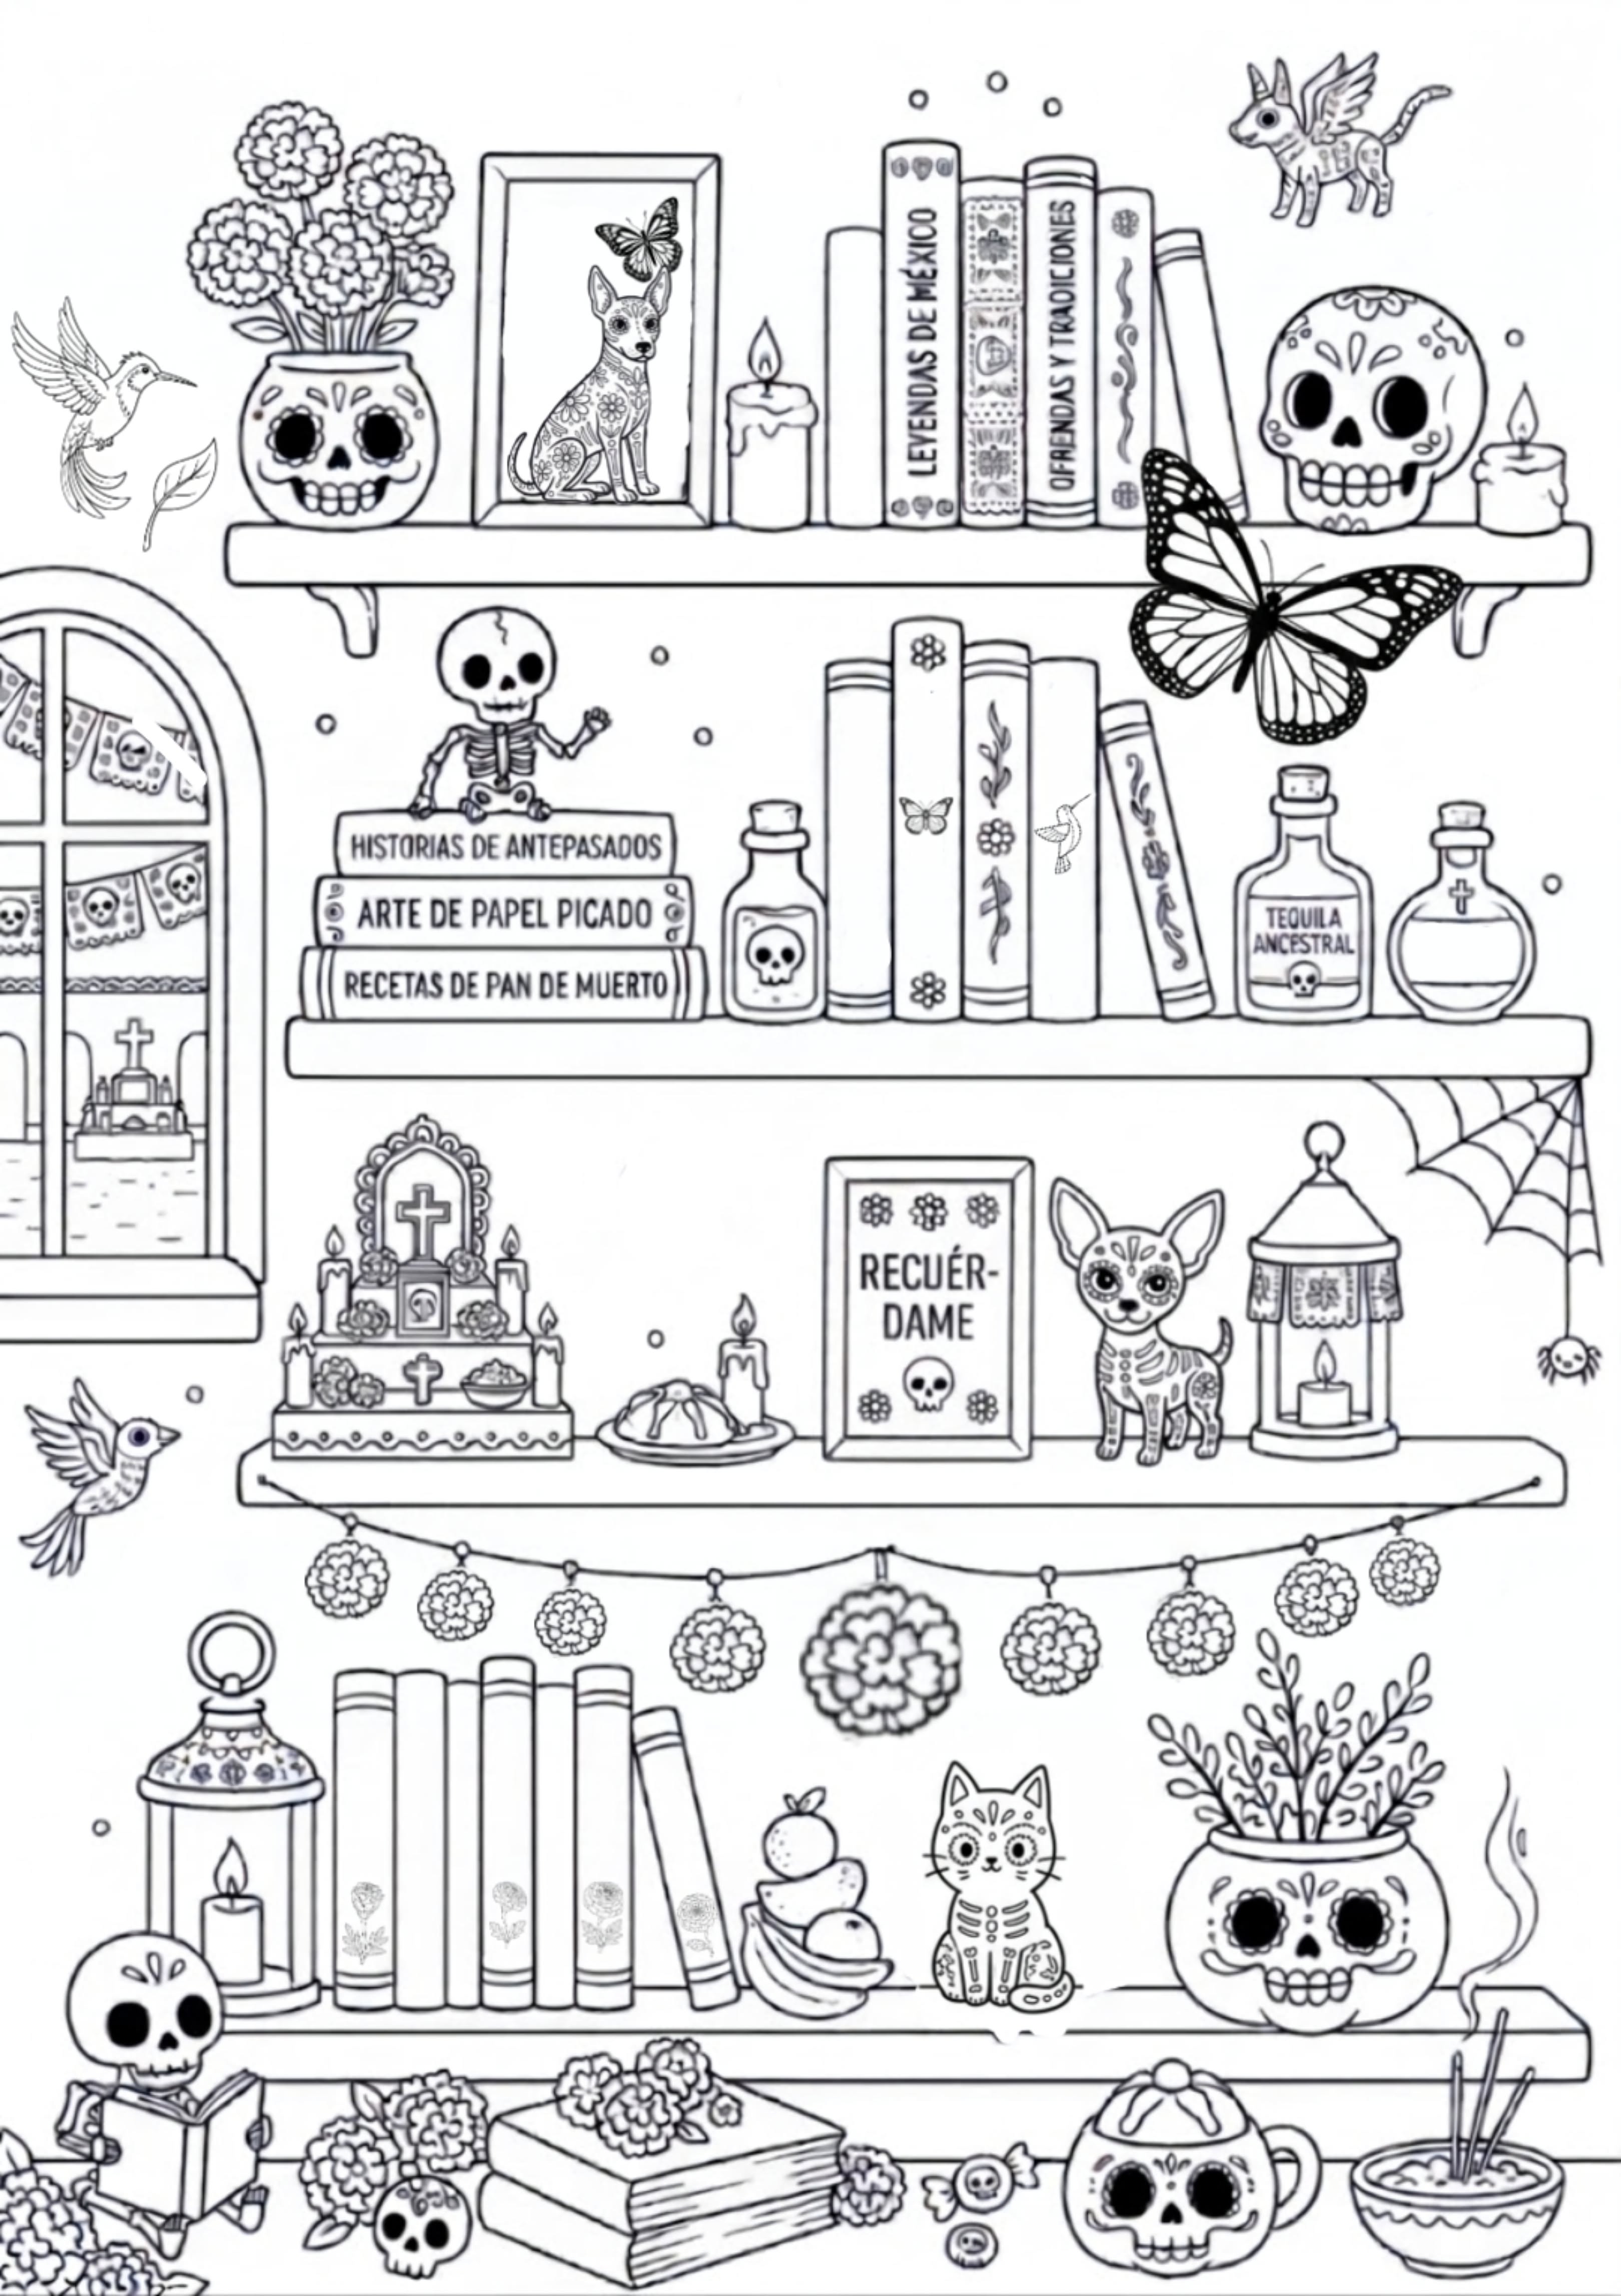 LEYENDAS DE MÉXICO
OFRENDAS Y TRADICIONES
HISTORIAS DE ANTEPASADOS
ARTE DE PAPEL PICADO
RECETAS DE PAN DE MUERTO
TEQUILA
ANCESTRAL
RECUÉR-
DAME